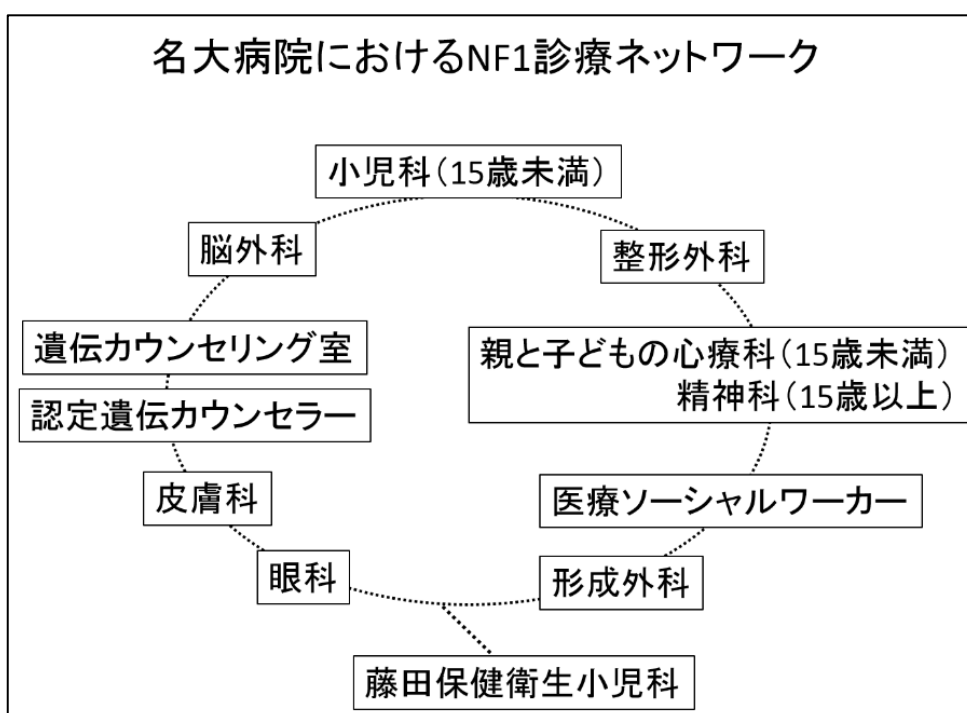 名大病院におけるNF1診療ネットワーク
小児科（15歳未満）
脳外科
整形外科
遺伝カウンセリング室
親と子どもの心療科（15歳未満）
精神科（15歳以上）
認定遺伝カウンセラー
皮膚科
医療ソーシャルワーカー
眼科
形成外科
藤田保健衛生小児科